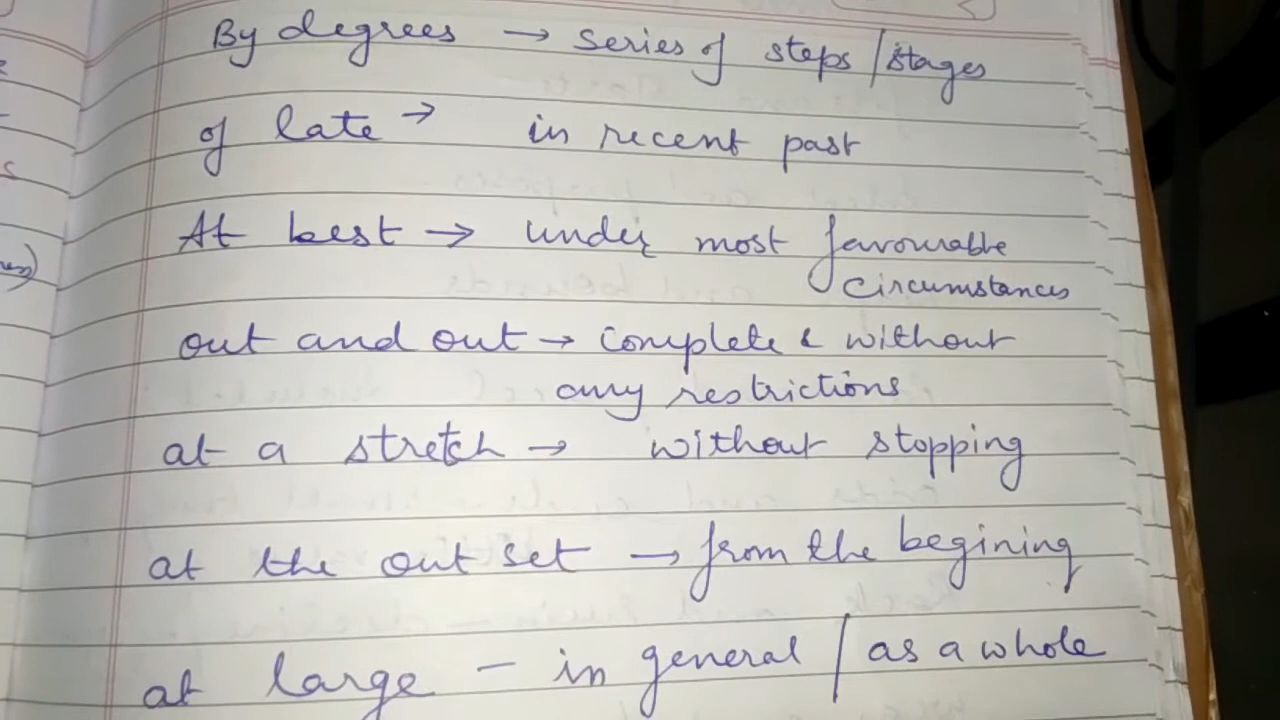 By degrees → series of steps / stages
of late → in recent past
At best → under most favourable
circumstances
out and out → complete & without
any restrictions
at a stretch → without stopping
at the out set → from the begining
at large – in general / as a whole